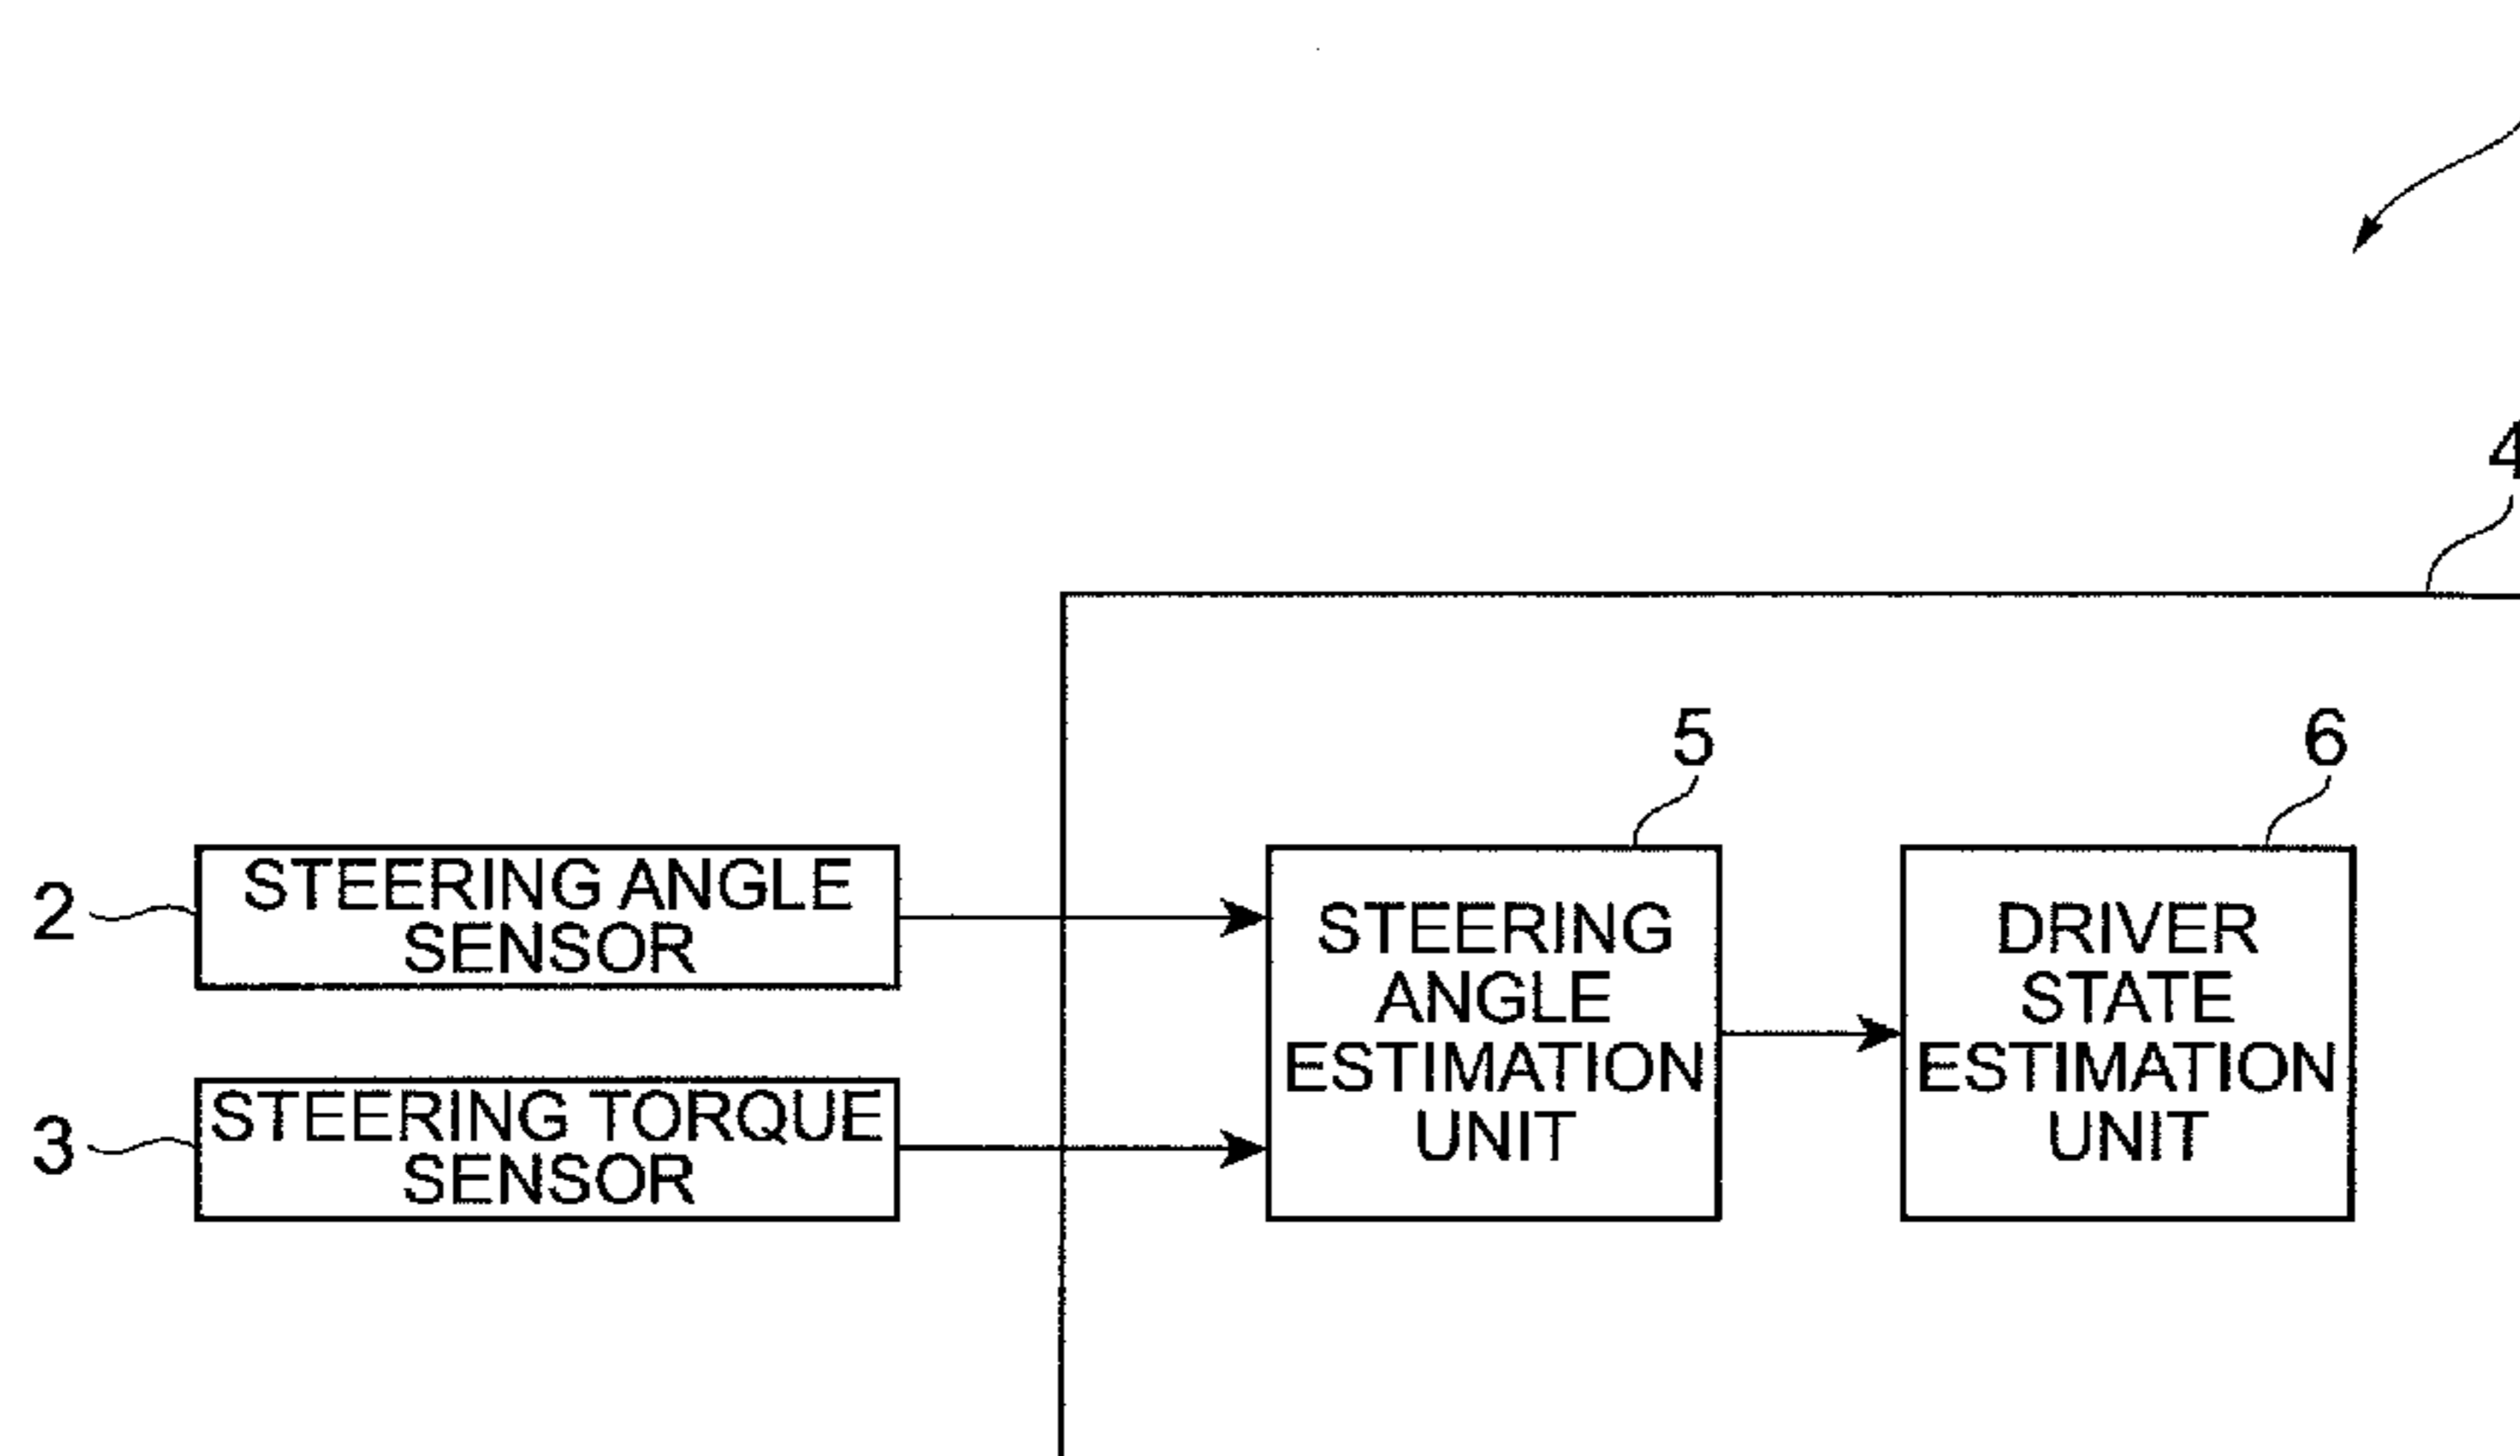 4
5
6
2
STEERING ANGLE
SENSOR
3
STEERING TORQUE
SENSOR
STEERING
ANGLE
ESTIMATION
UNIT
DRIVER
STATE
ESTIMATION
UNIT